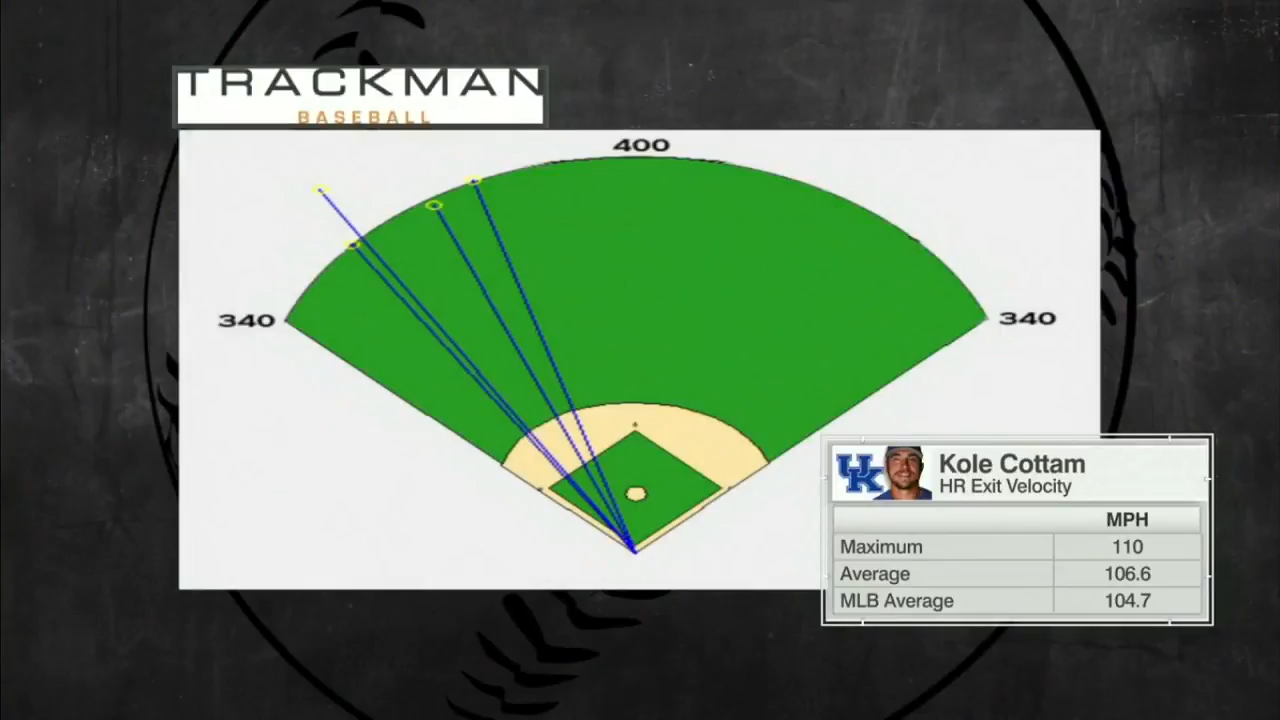 TRACKMAN
BASEBALL
400
340
340
UK
Kole Cottam
HR Exit Velocity
MPH
Maximum 110
Average 106.6
MLB Average 104.7